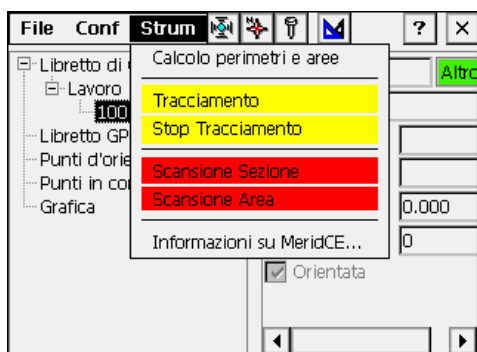 File Conf Strum ? ×
Calcolo perimetri e aree
Libretto di
Altro
Lavoro
Tracciamento
100
Stop Tracciamento
Libretto GP
Punti d'orie
Scansione Sezione
Punti in co
Scansione Area
Grafica
0.000
Informazioni su MeridCE...
0
Orientata